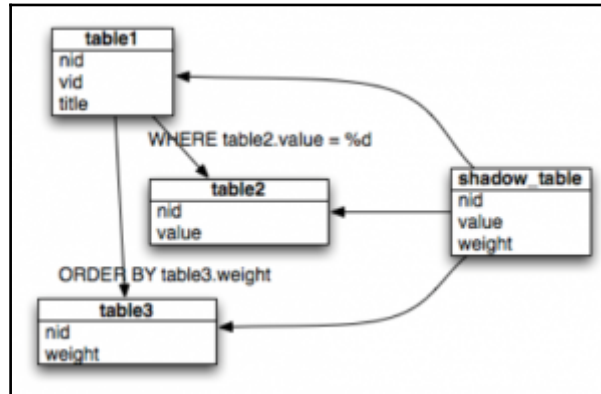 table1
nid
vid
title
WHERE table2.value = %d
table2
nid
value
shadow_table
nid
value
weight
ORDER BY table3.weight
table3
nid
weight